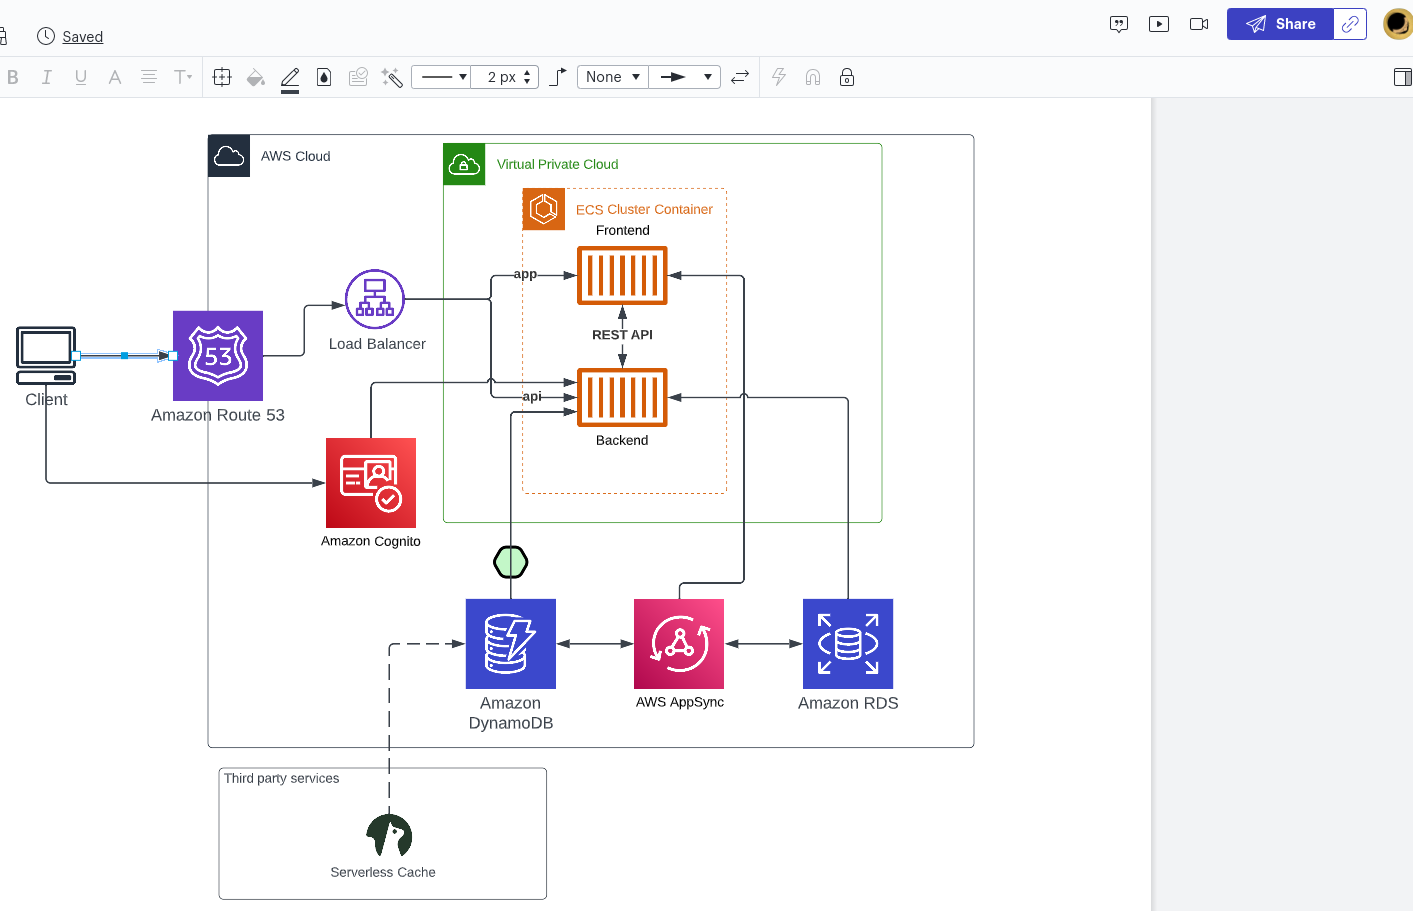 Saved
Share
B I U A T
2 px
None
AWS Cloud
Virtual Private Cloud
ECS Cluster Container
Frontend
app
REST API
Load Balancer
53
Client
api
Amazon Route 53
Backend
Amazon Cognito
Amazon
DynamoDB
AWS AppSync
Amazon RDS
Third party services
Serverless Cache